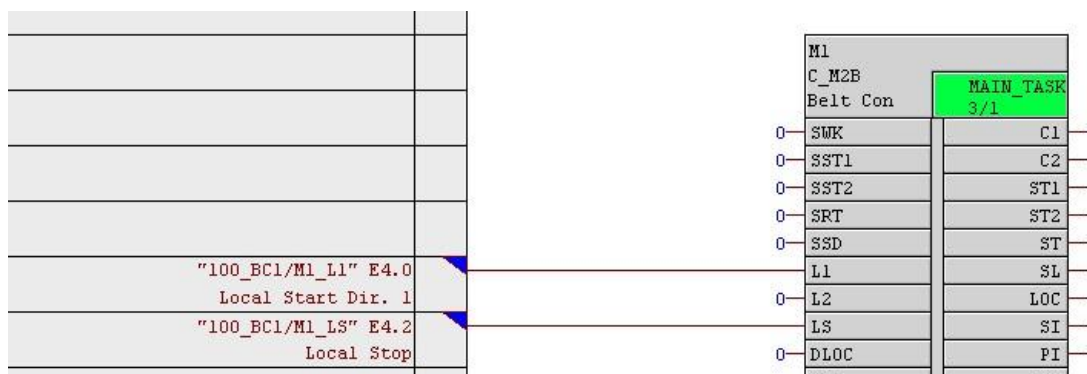 M1
C_M2B
Belt Con
MAIN_TASK
3/1
0 SWK C1
0 SST1 C2
0 SST2 ST1
0 SRT ST2
0 SSD ST
"100_BC1/M1_L1" E4.0 L1 SL
Local Start Dir. 1 0 L2 LOC
"100_BC1/M1_LS" E4.2 LS SI
Local Stop 0 DLOC PI